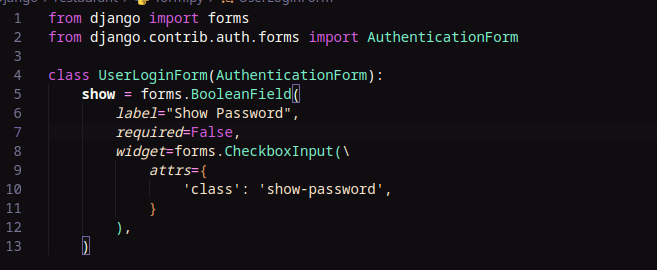 django > restaurant > form.py > UserLoginForm
1 from django import forms
2 from django.contrib.auth.forms import AuthenticationForm
3
4 class UserLoginForm(AuthenticationForm):
5     show = forms.BooleanField(
6         label="Show Password",
7         required=False,
8         widget=forms.CheckboxInput(\
9             attrs={
10                 'class': 'show-password',
11             }
12         ),
13     )